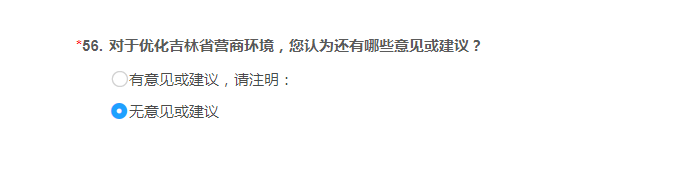 *56. 对于优化吉林省营商环境，您认为还有哪些意见或建议？
有意见或建议，请注明：
无意见或建议